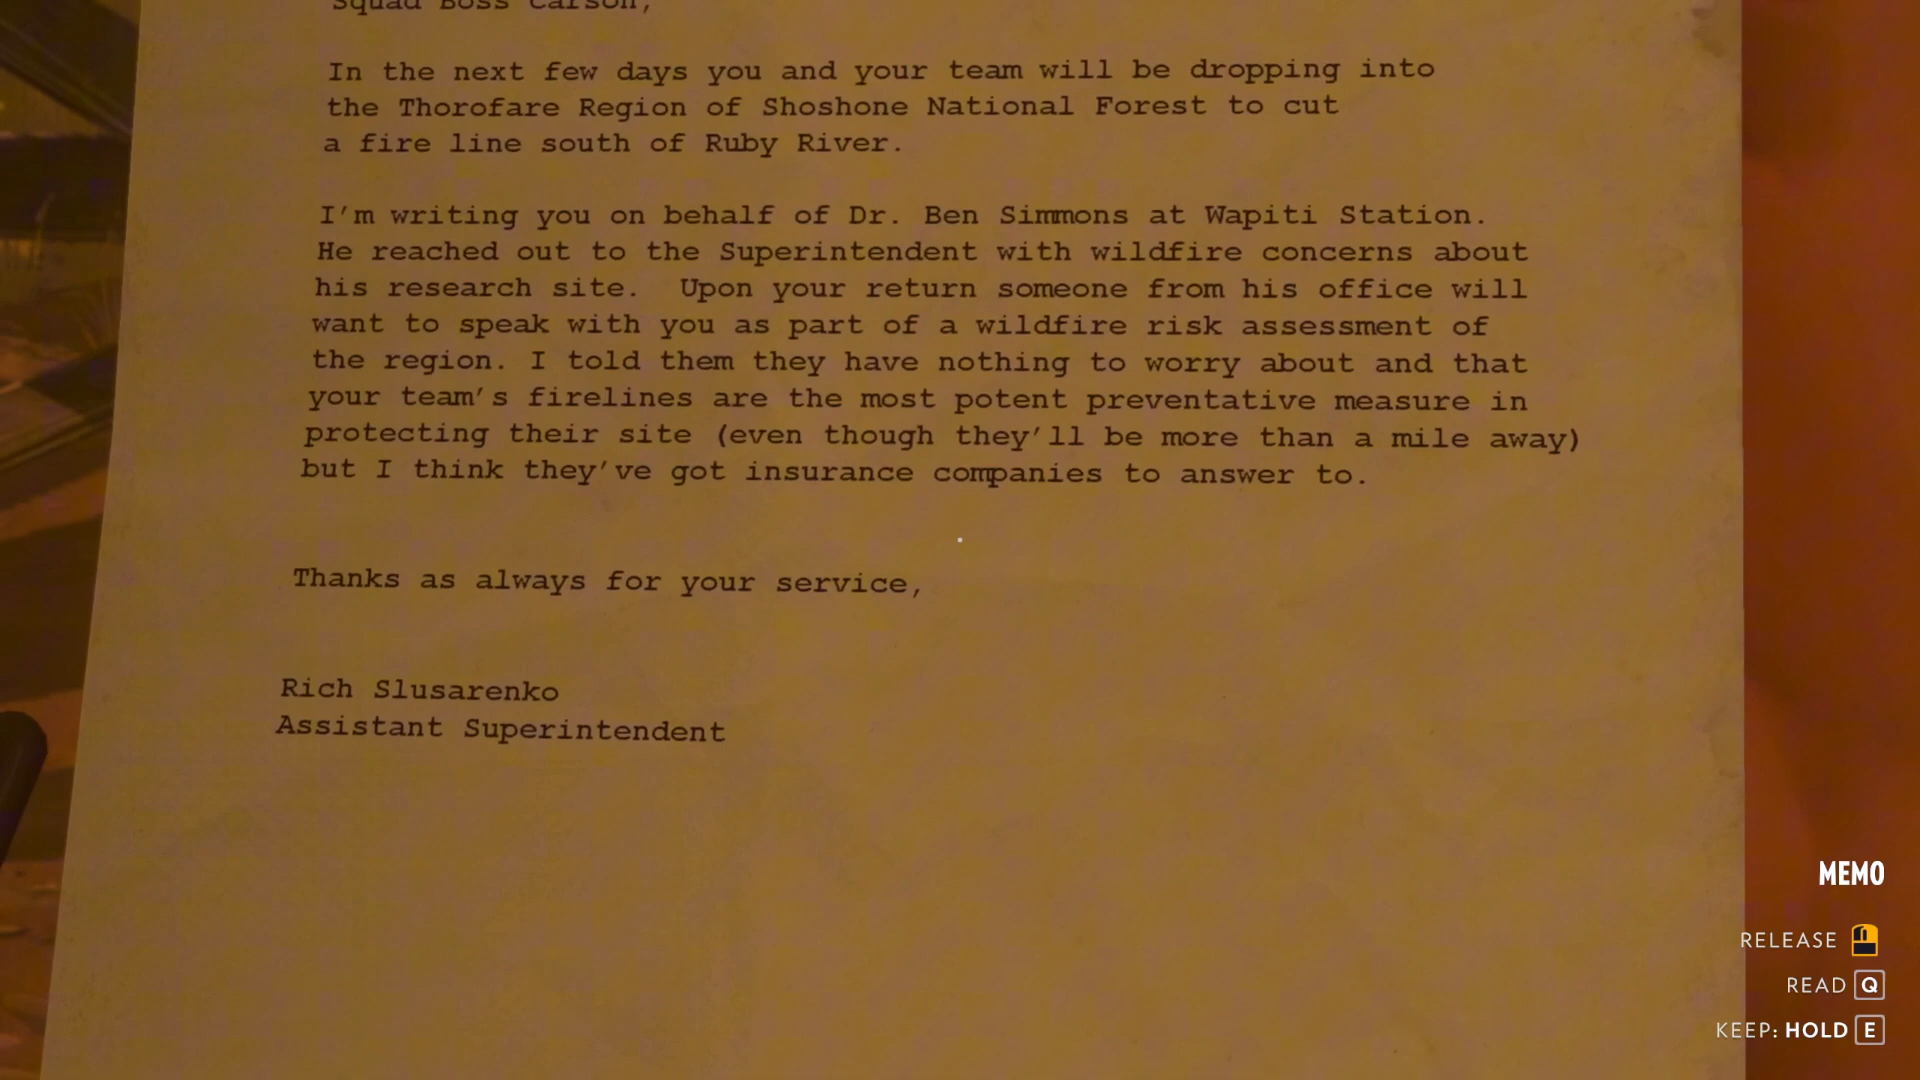 Squad Boss Carson,
In the next few days you and your team will be dropping into
the Thorofare Region of Shoshone National Forest to cut
a fire line south of Ruby River.
I'm writing you on behalf of Dr. Ben Simmons at Wapiti Station.
He reached out to the Superintendent with wildfire concerns about
his research site.  Upon your return someone from his office will
want to speak with you as part of a wildfire risk assessment of
the region. I told them they have nothing to worry about and that
your team's firelines are the most potent preventative measure in
protecting their site (even though they'll be more than a mile away)
but I think they've got insurance companies to answer to.
Thanks as always for your service,
Rich Slusarenko
Assistant Superintendent
MEMO
RELEASE
READ Q
KEEP: HOLD E